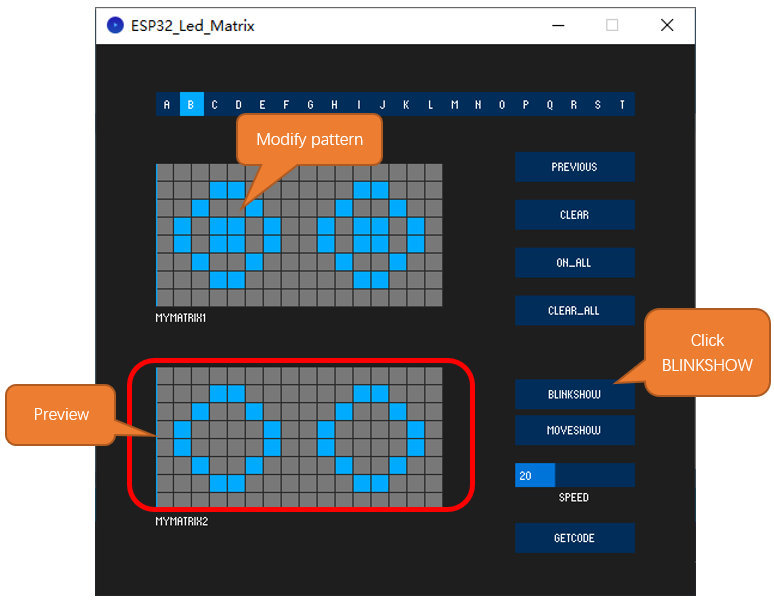 ESP32_Led_Matrix
A B C D E F G H I J K L M N O P Q R S T
Modify pattern
PREVIOUS
CLEAR
ON_ALL
CLEAR_ALL
MYMATRIX1
Click
BLINKSHOW
Preview
BLINKSHOW
MOVESHOW
20
SPEED
MYMATRIX2
GETCODE